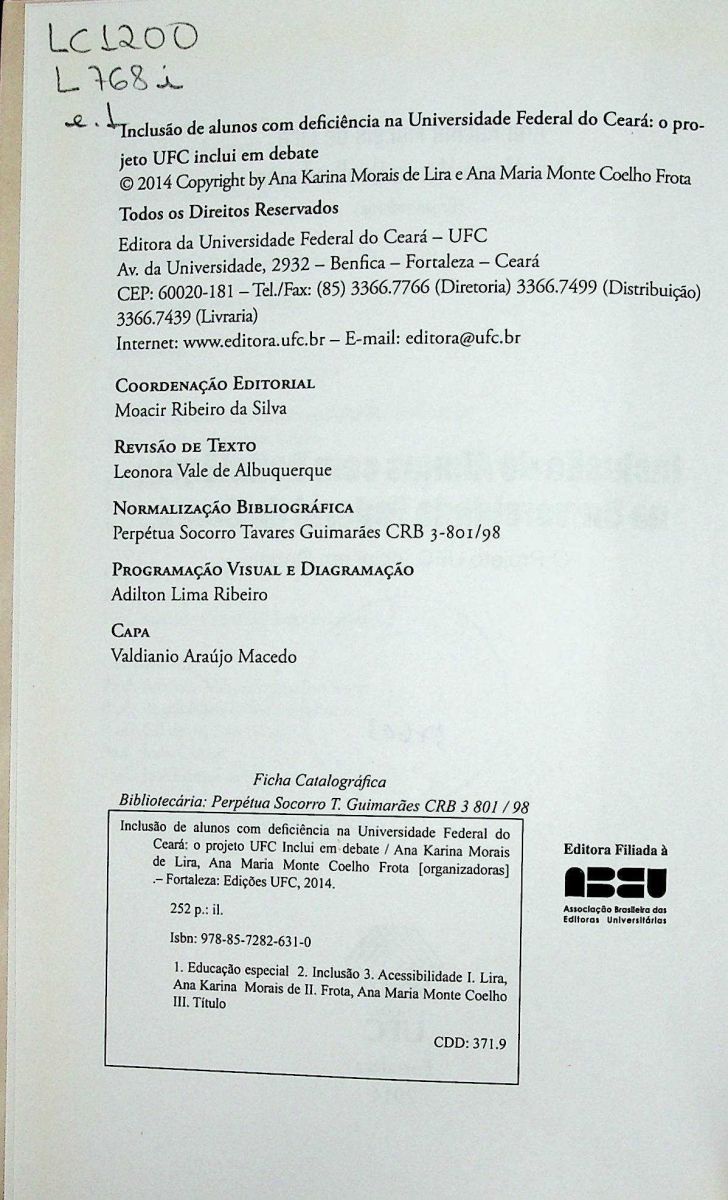 LC1200
L768i
e.1
Inclusão de alunos com deficiência na Universidade Federal do Ceará: o pro-
jeto UFC inclui em debate
© 2014 Copyright by Ana Karina Morais de Lira e Ana Maria Monte Coelho Frota
Todos os Direitos Reservados
Editora da Universidade Federal do Ceará – UFC
Av. da Universidade, 2932 – Benfica – Fortaleza – Ceará
CEP: 60020-181 – Tel./Fax: (85) 3366.7766 (Diretoria) 3366.7499 (Distribuição)
3366.7439 (Livraria)
Internet: www.editora.ufc.br – E-mail: editora@ufc.br
Coordenação Editorial
Moacir Ribeiro da Silva
Revisão de Texto
Leonora Vale de Albuquerque
Normalização Bibliográfica
Perpétua Socorro Tavares Guimarães CRB 3-801/98
Programação Visual e Diagramação
Adilton Lima Ribeiro
Capa
Valdianio Araújo Macedo
Ficha Catalográfica
Bibliotecária: Perpétua Socorro T. Guimarães CRB 3 801 / 98
Inclusão de alunos com deficiência na Universidade Federal do
Ceará: o projeto UFC Inclui em debate / Ana Karina Morais
de Lira, Ana Maria Monte Coelho Frota [organizadoras]
.– Fortaleza: Edições UFC, 2014.
252 p.: il.
Isbn: 978-85-7282-631-0
1. Educação especial 2. Inclusão 3. Acessibilidade I. Lira,
Ana Karina Morais de II. Frota, Ana Maria Monte Coelho
III. Título
CDD: 371.9
Editora Filiada à
ABEU
Associação Brasileira das
Editoras Universitárias